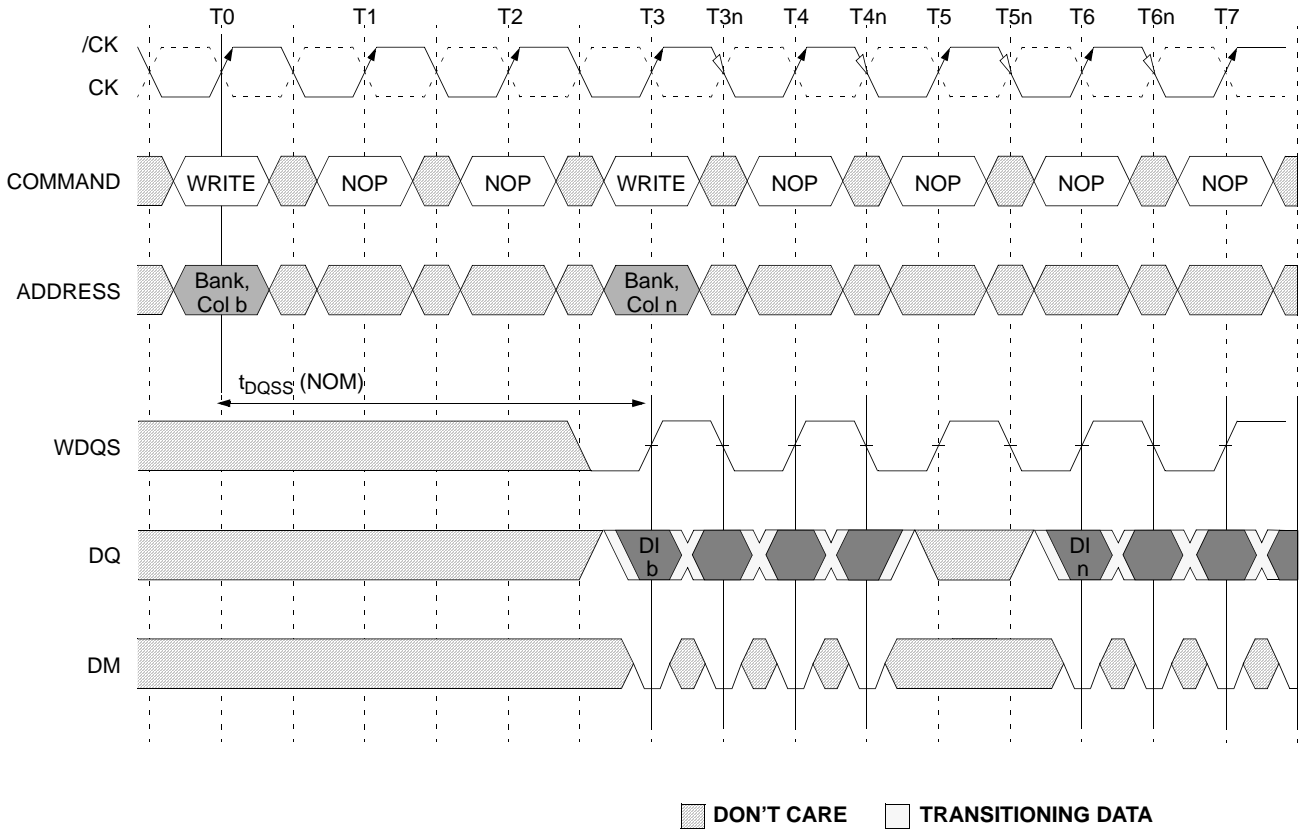 T0 T1 T2 T3 T3n T4 T4n T5 T5n T6 T6n T7
/CK
CK
COMMAND WRITE NOP NOP WRITE NOP NOP NOP NOP
ADDRESS Bank, Col b Bank, Col n
tDQSS (NOM)
WDQS
DQ DI b DI n
DM
DON'T CARE TRANSITIONING DATA